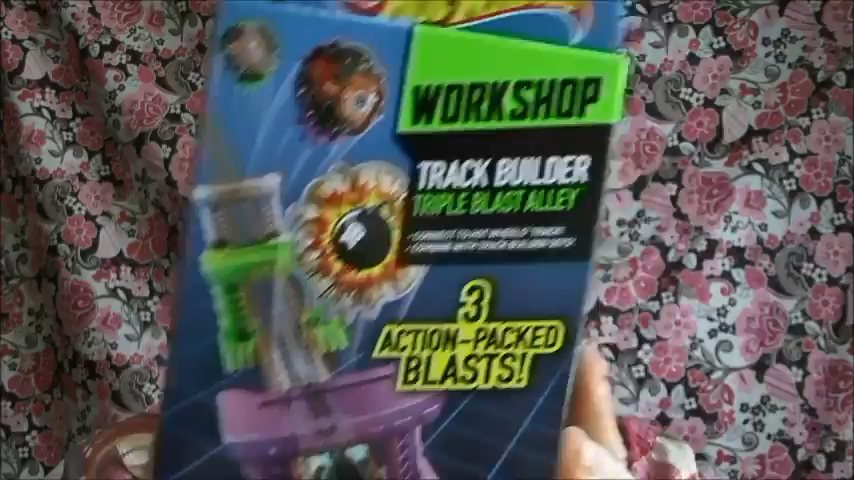 WORKSHOP
TRACK BUILDER
TRIPLE BLAST ALLEY
3
ACTION-PACKED
BLASTS!